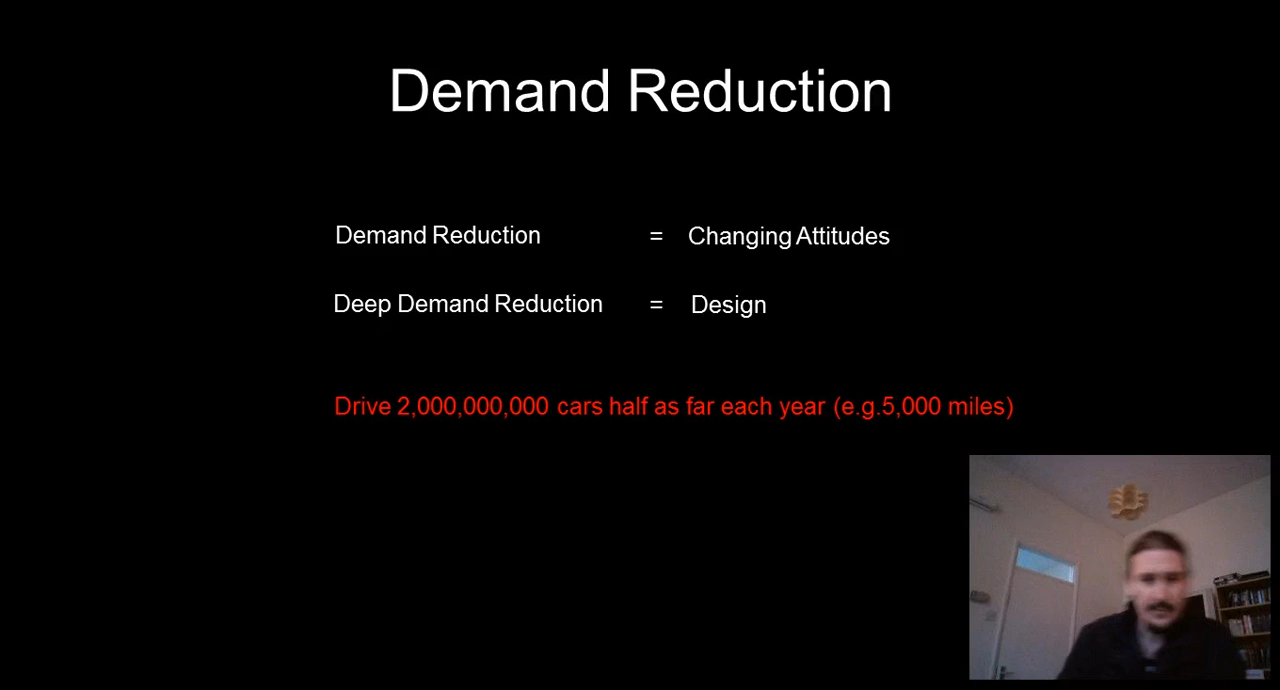 Demand Reduction
Demand Reduction = Changing Attitudes
Deep Demand Reduction = Design
Drive 2,000,000,000 cars half as far each year (e.g.5,000 miles)